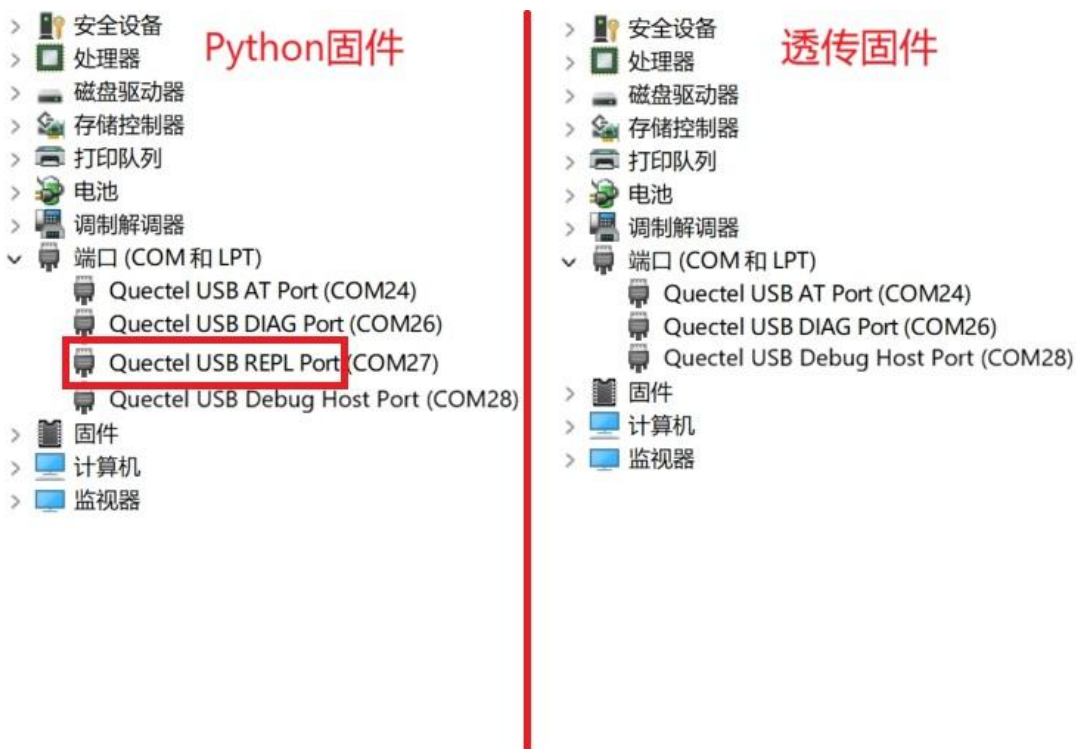 Python固件
安全设备
处理器
磁盘驱动器
存储控制器
打印队列
电池
调制解调器
端口 (COM 和 LPT)
Quectel USB AT Port (COM24)
Quectel USB DIAG Port (COM26)
Quectel USB REPL Port (COM27)
Quectel USB Debug Host Port (COM28)
固件
计算机
监视器
透传固件
安全设备
处理器
磁盘驱动器
存储控制器
打印队列
电池
调制解调器
端口 (COM 和 LPT)
Quectel USB AT Port (COM24)
Quectel USB DIAG Port (COM26)
Quectel USB Debug Host Port (COM28)
固件
计算机
监视器